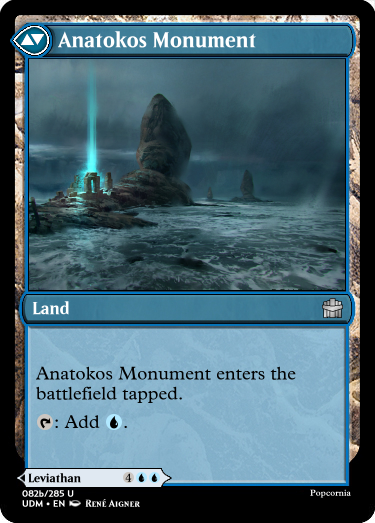 Anatokos Monument
Land
Anatokos Monument enters the
battlefield tapped.
: Add .
Leviathan 4
082b/285 U
Popcornia
UDM • EN René Aigner